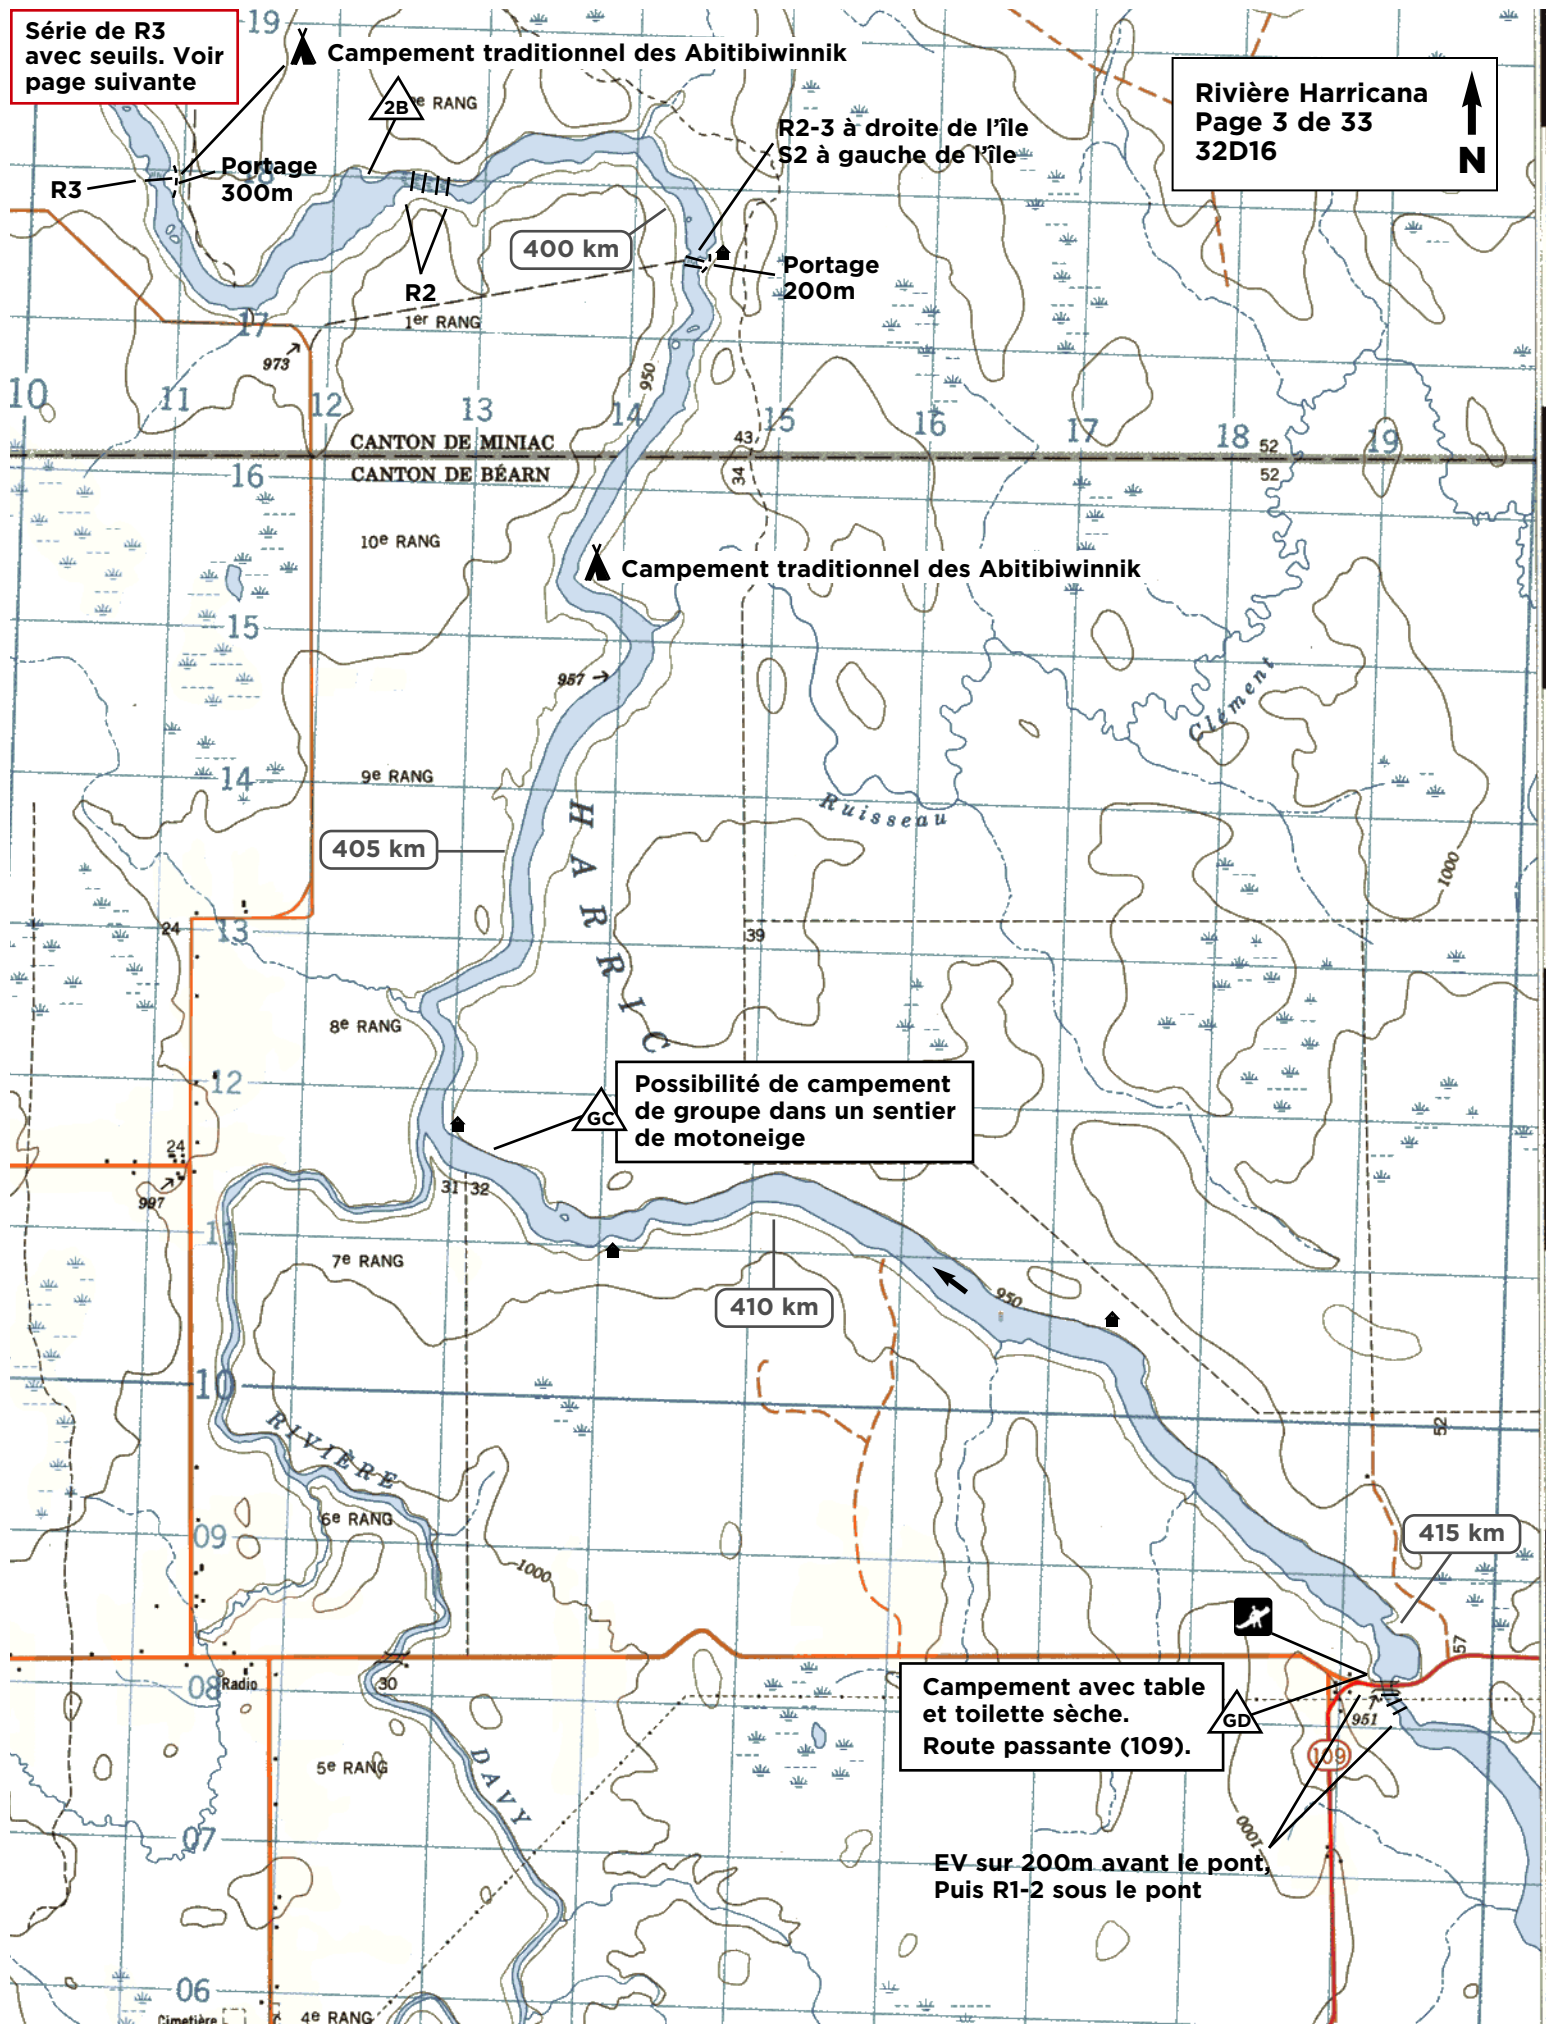 Série de R3
avec seuils. Voir
page suivante
19
Campement traditionnel des Abitibiwinnik
2B
e RANG
Rivière Harricana
Page 3 de 33
32D16
N
R2-3 à droite de l'île
S2 à gauche de l'île
R3
Portage
300m
18
400 km
Portage
200m
R2
1er RANG
17
973
950
10
11
12
13
14
15
16
17
18
19
CANTON DE MINIAC
CANTON DE BÉARN
43
34
52
52
16
10e RANG
Campement traditionnel des Abitibiwinnik
15
957
Clément
14
9e RANG
Ruisseau
405 km
HARRIC
1000
24
13
39
8e RANG
12
Possibilité de campement
de groupe dans un sentier
de motoneige
GC
24
997
31
32
11
7e RANG
950
410 km
10
52
RIVIÈRE
6e RANG
09
415 km
1000
57
08
Radio
30
Campement avec table
et toilette sèche.
Route passante (109).
GD
951
109
5e RANG
DAVY
07
1000
EV sur 200m avant le pont,
Puis R1-2 sous le pont
06
Cimetière
4e RANG